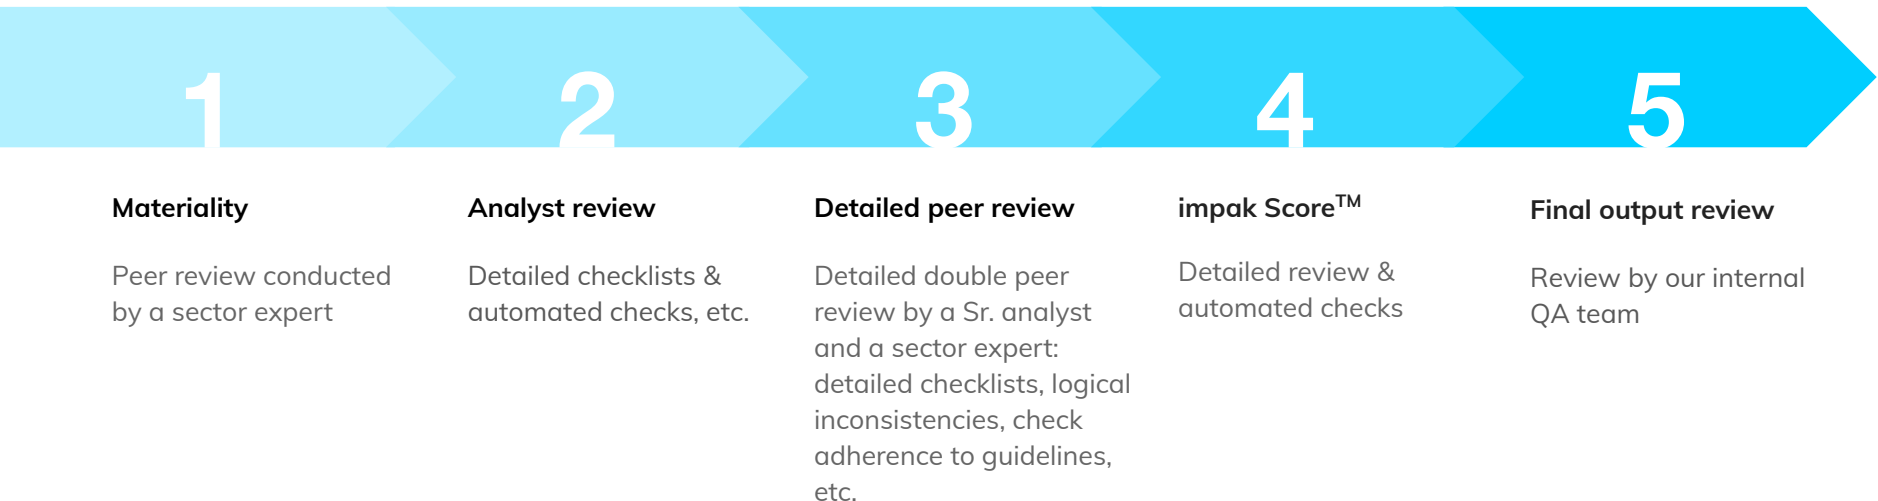 1
2
3
4
5
Materiality
Peer review conducted
by a sector expert
Analyst review
Detailed checklists &
automated checks, etc.
Detailed peer review
Detailed double peer
review by a Sr. analyst
and a sector expert:
detailed checklists, logical
inconsistencies, check
adherence to guidelines,
etc.
impak Score™
Detailed review &
automated checks
Final output review
Review by our internal
QA team